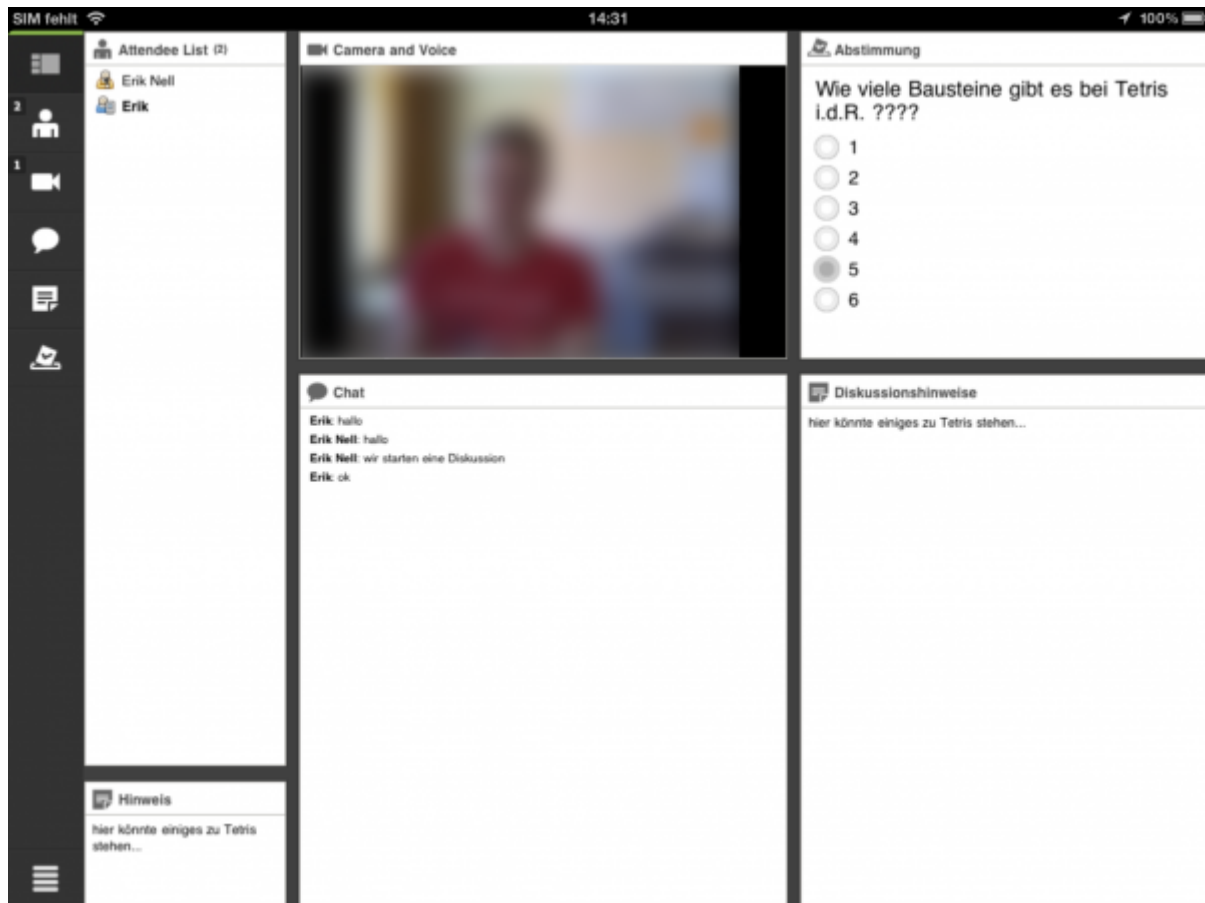 SIM fehlt
14:31
100%
2
1
Attendee List (2)
Erik Nell
Erik
Hinweis
hier könnte einiges zu Tetris
stehen...
Camera and Voice
Chat
Erik: hallo
Erik Nell: hallo
Erik Nell: wir starten eine Diskussion
Erik: ok
Abstimmung
Wie viele Bausteine gibt es bei Tetris
i.d.R. ????
1
2
3
4
5
6
Diskussionshinweise
hier könnte einiges zu Tetris stehen...